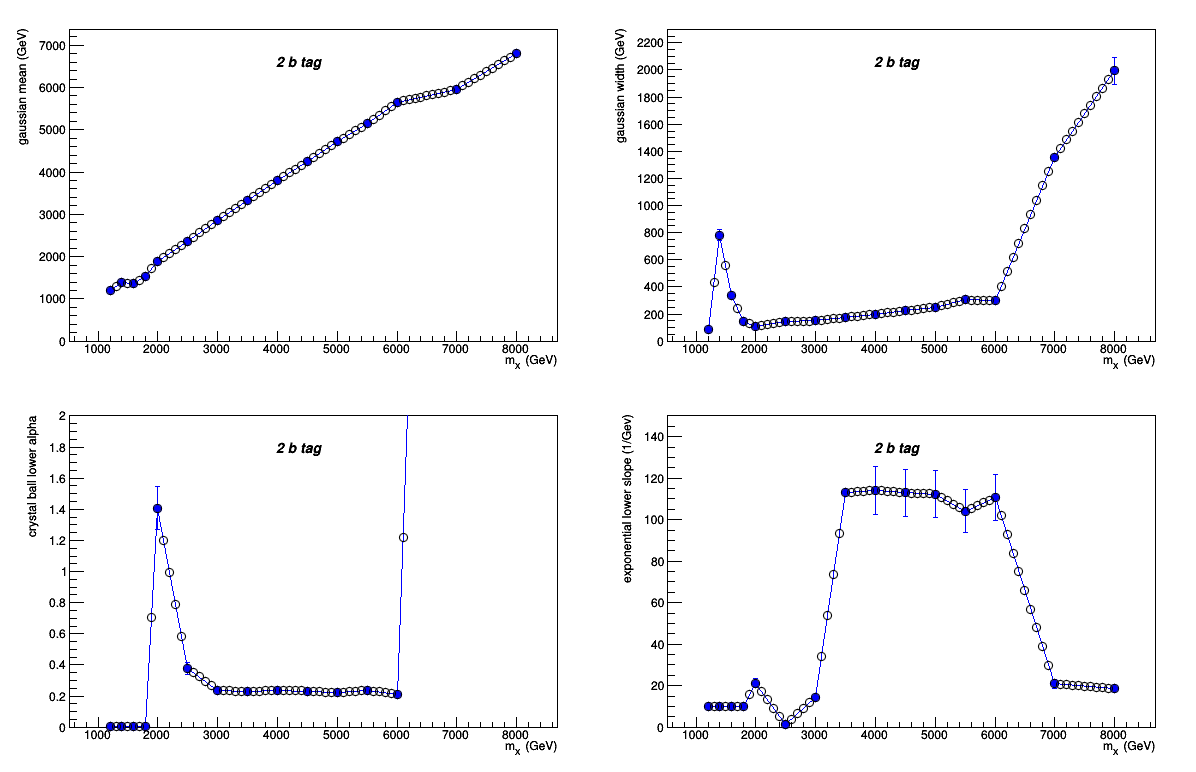 gaussian mean (GeV)
2 b tag
7000
6000
5000
4000
3000
2000
1000
0
1000 2000 3000 4000 5000 6000 7000 8000
m_x (GeV)
gaussian width (GeV)
2 b tag
2200
2000
1800
1600
1400
1200
1000
800
600
400
200
0
1000 2000 3000 4000 5000 6000 7000 8000
m_x (GeV)
crystal ball lower alpha
2 b tag
2
1.8
1.6
1.4
1.2
1
0.8
0.6
0.4
0.2
0
1000 2000 3000 4000 5000 6000 7000 8000
m_x (GeV)
exponential lower slope (1/Gev)
2 b tag
140
120
100
80
60
40
20
0
1000 2000 3000 4000 5000 6000 7000 8000
m_x (GeV)